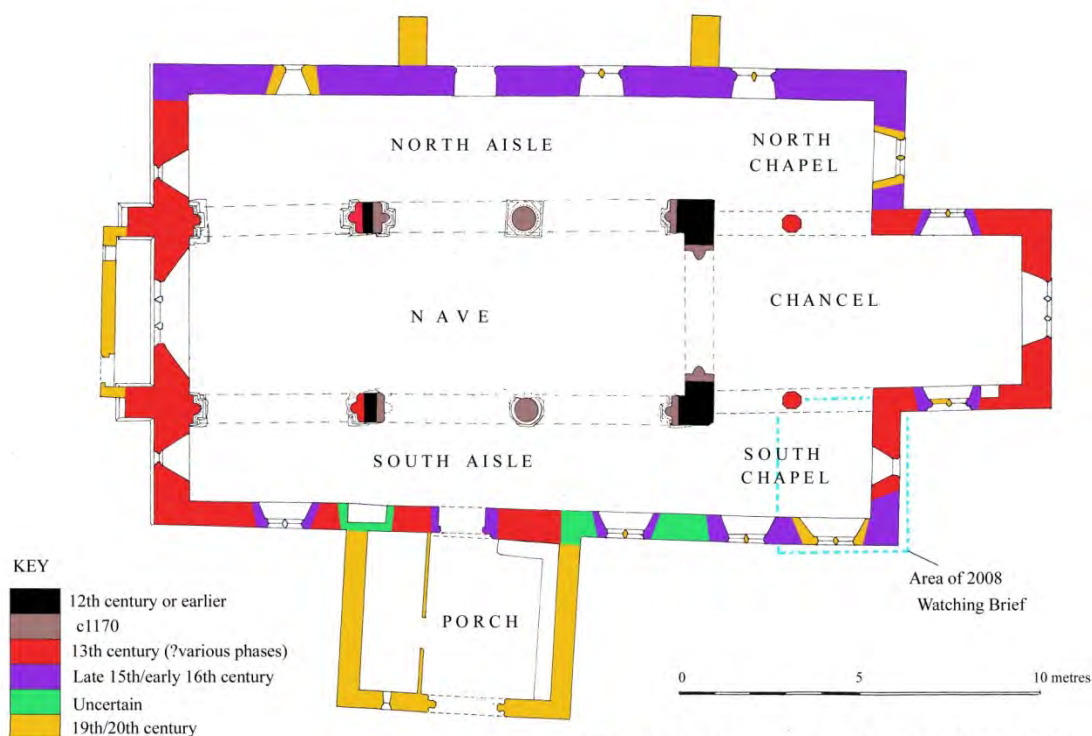 NORTH AISLE
NORTH
CHAPEL
NAVE
CHANCEL
SOUTH AISLE
SOUTH
CHAPEL
PORCH
Area of 2008
Watching Brief
KEY
12th century or earlier
c1170
13th century (?various phases)
Late 15th/early 16th century
Uncertain
19th/20th century
0 5 10 metres